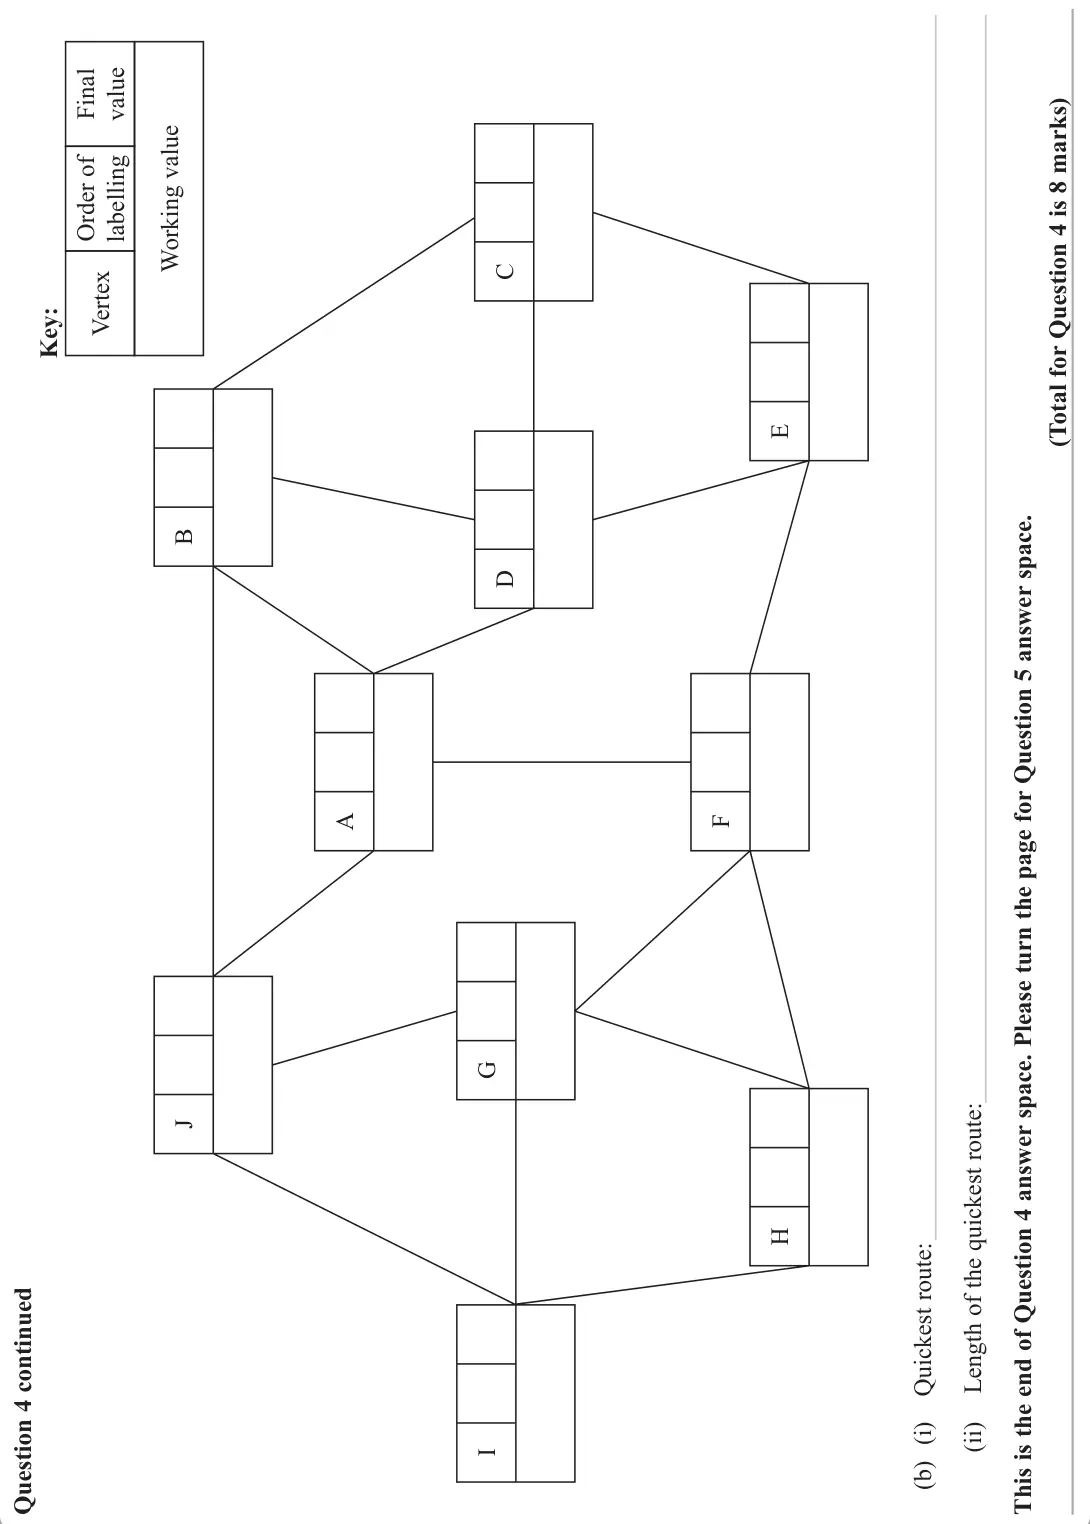 Question 4 continued
Key:
Vertex
Order of
labelling
Final
value
Working value
J
B
A
I
G
D
C
F
H
E
(b) (i) Quickest route:
(ii) Length of the quickest route:
This is the end of Question 4 answer space. Please turn the page for Question 5 answer space.
(Total for Question 4 is 8 marks)